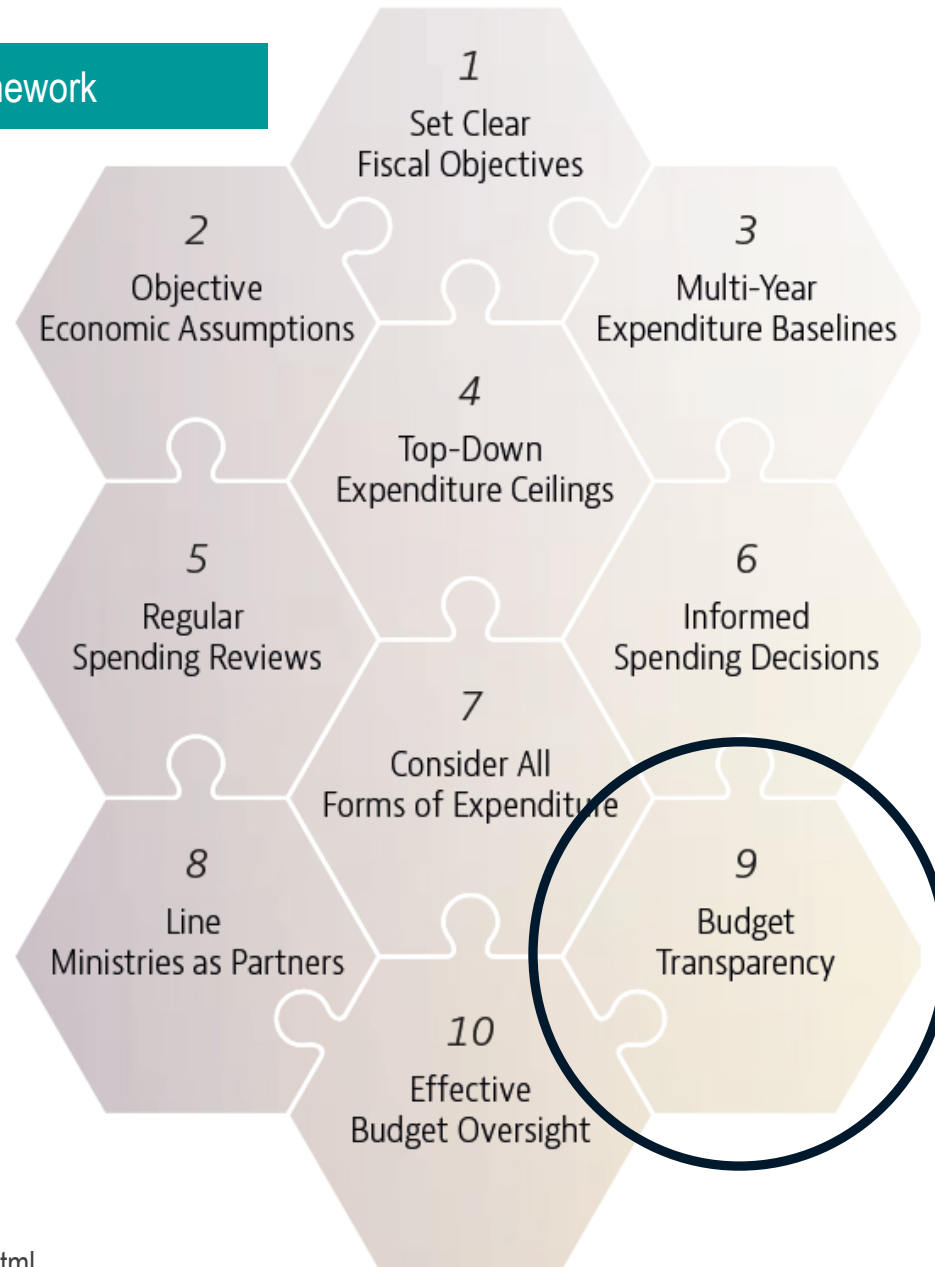 nework
1
Set Clear
Fiscal Objectives
2
Objective
Economic Assumptions
3
Multi-Year
Expenditure Baselines
4
Top-Down
Expenditure Ceilings
5
Regular
Spending Reviews
6
Informed
Spending Decisions
7
Consider All
Forms of Expenditure
8
Line
Ministries as Partners
9
Budget
Transparency
10
Effective
Budget Oversight
tml